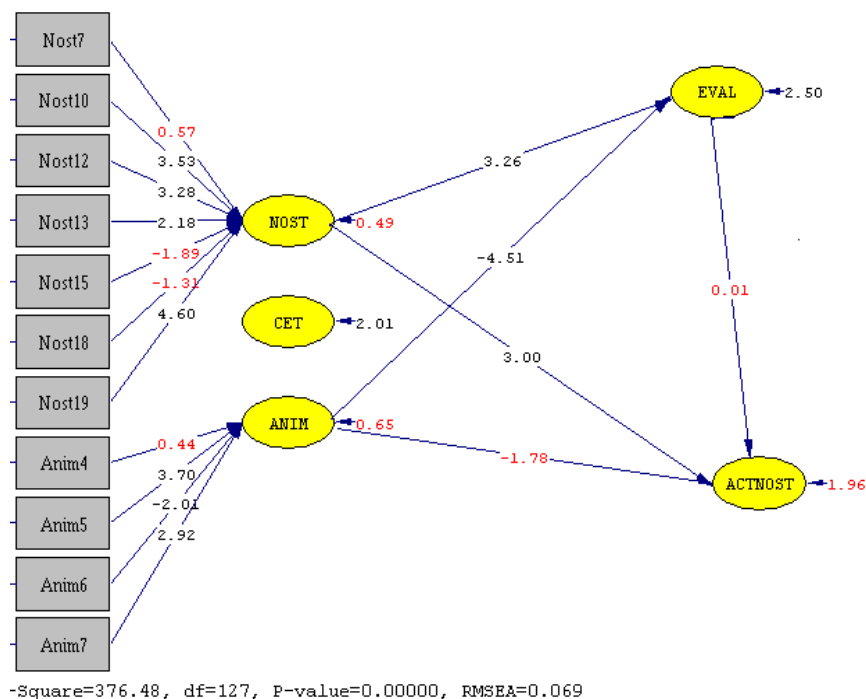 Nost7
EVAL
2.50
Nost10
0.57
3.53
Nost12
3.26
3.28
Nost13
2.18
NOST
0.49
-1.89
-4.51
Nost15
-1.31
0.01
4.60
CET
2.01
Nost18
3.00
Nost19
ANIM
0.65
0.44
-1.78
Anim4
3.70
ACTNOST
1.96
-2.01
Anim5
2.92
Anim6
Anim7
-Square=376.48, df=127, P-value=0.00000, RMSEA=0.069